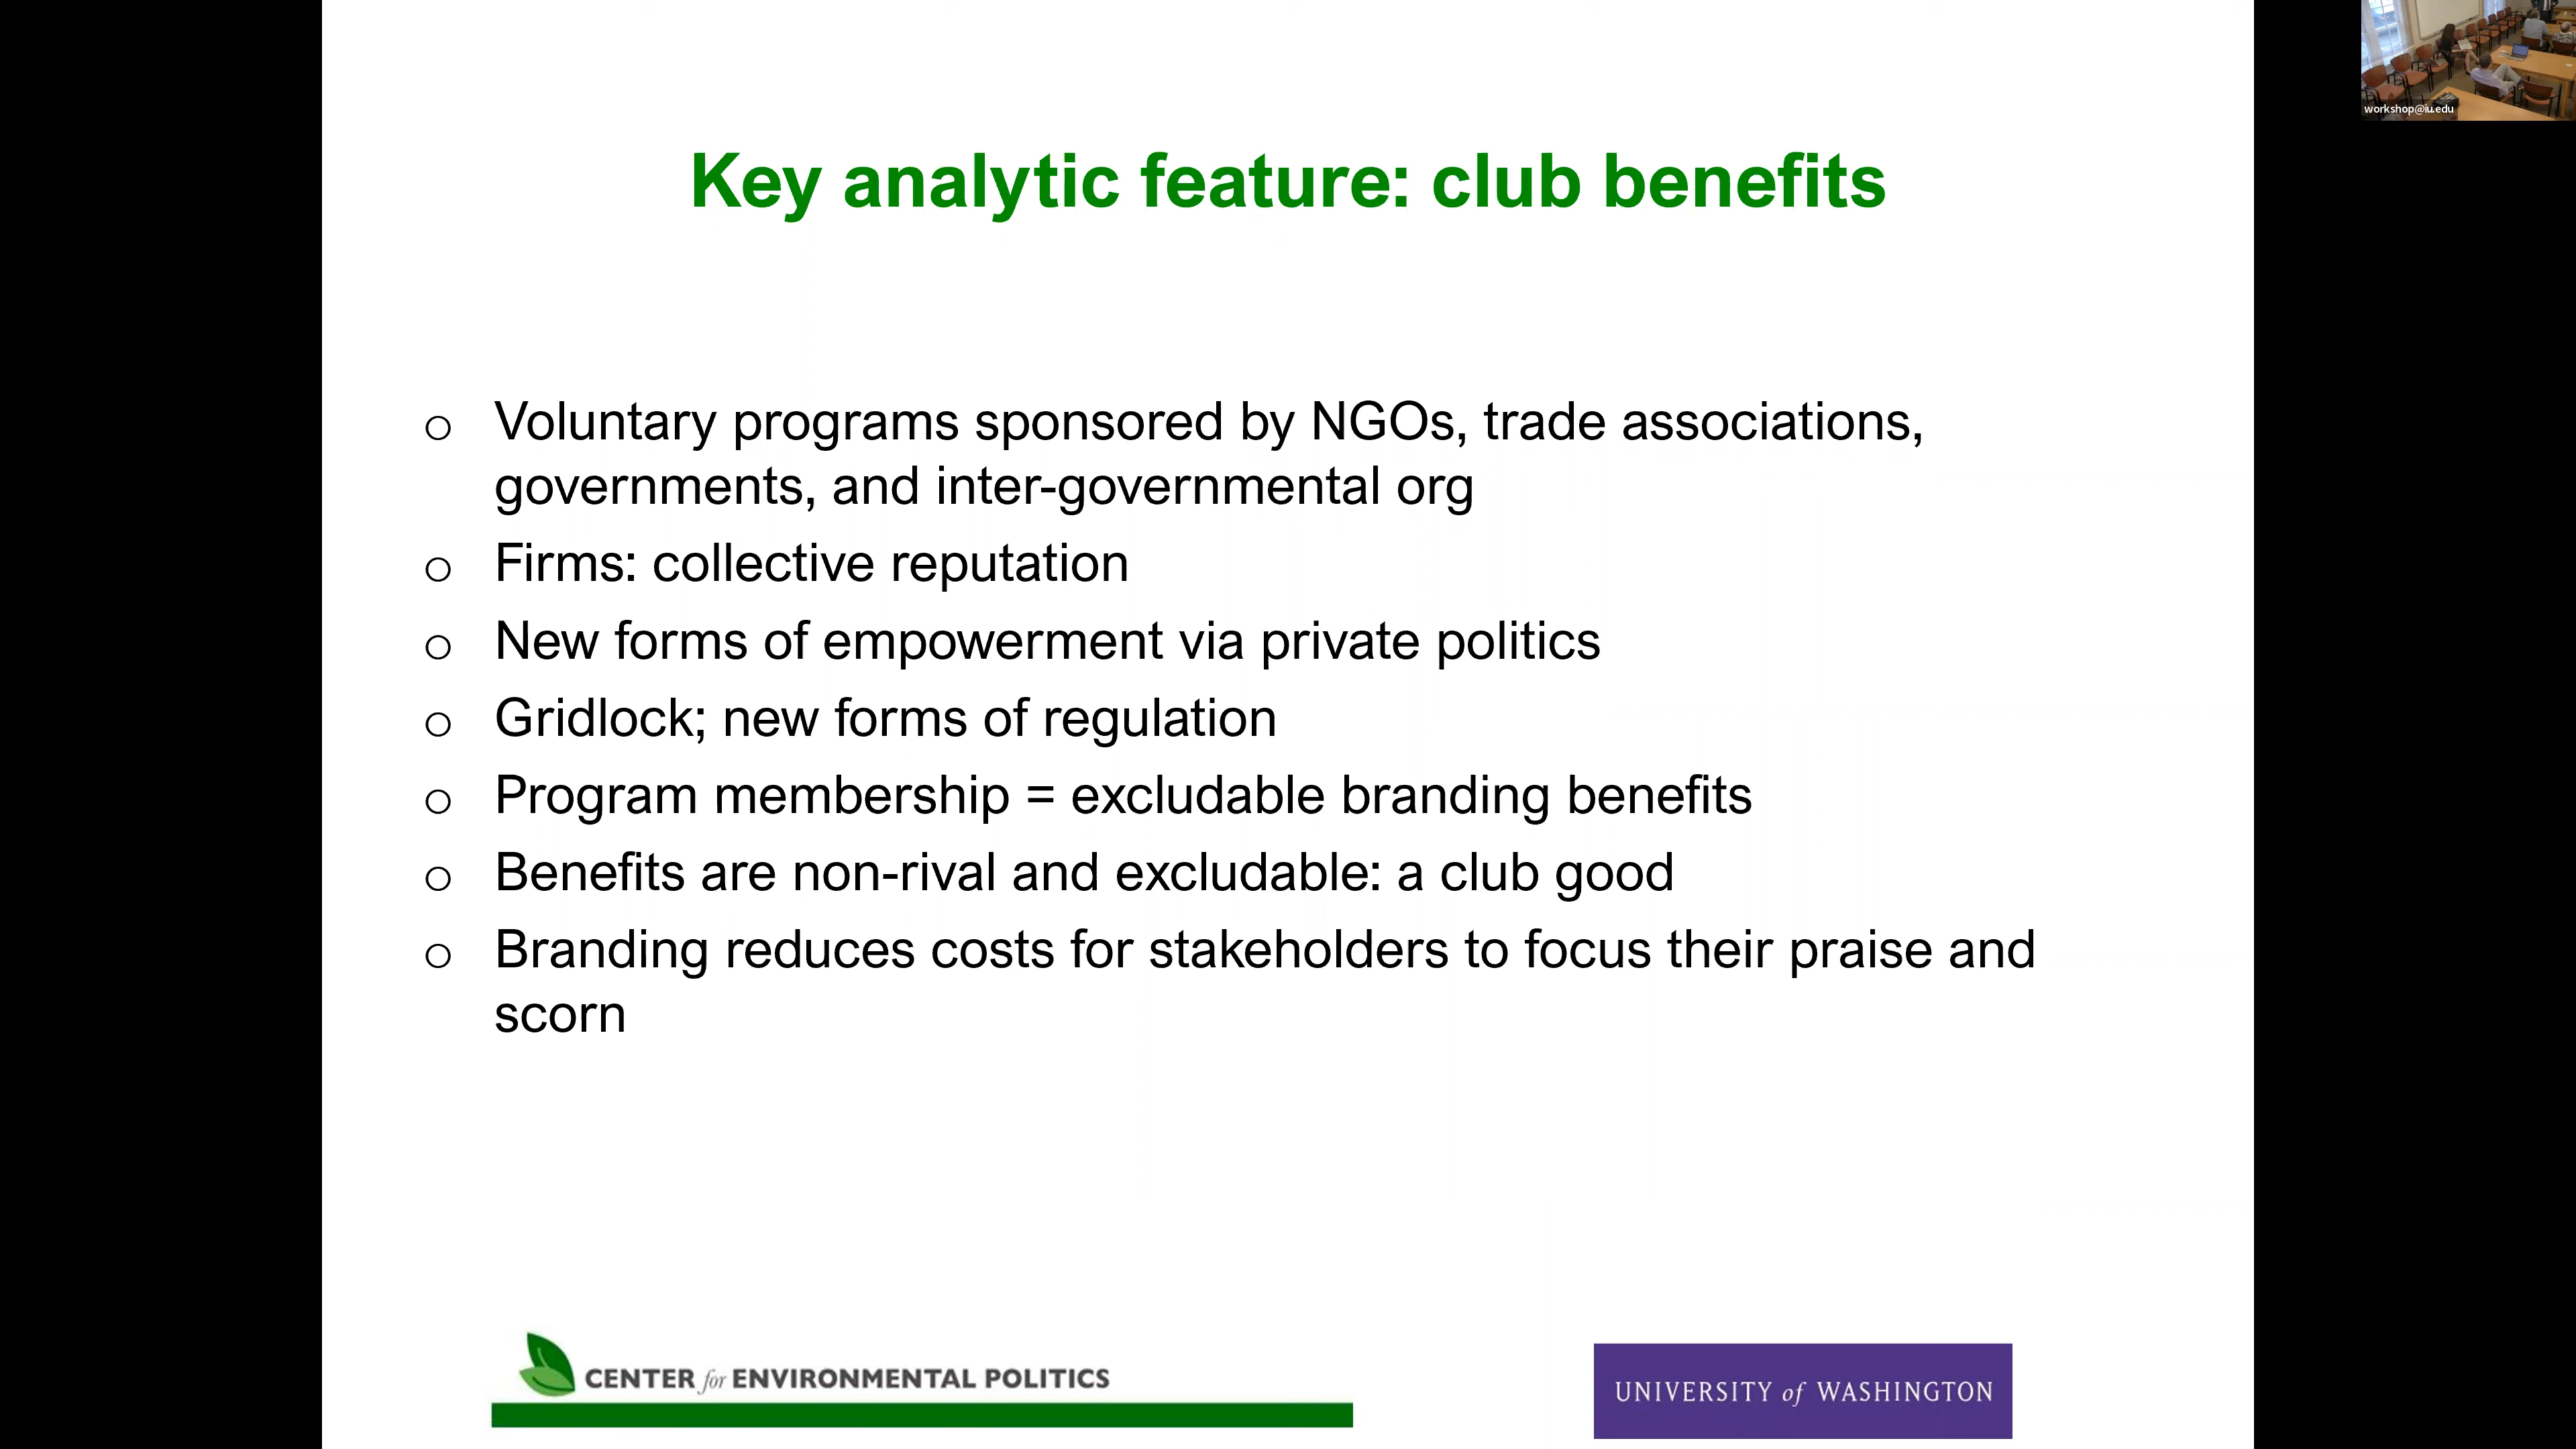 workshop@iu.edu
Key analytic feature: club benefits
o Voluntary programs sponsored by NGOs, trade associations,
governments, and inter-governmental org
o Firms: collective reputation
o New forms of empowerment via private politics
o Gridlock; new forms of regulation
o Program membership = excludable branding benefits
o Benefits are non-rival and excludable: a club good
o Branding reduces costs for stakeholders to focus their praise and
scorn
CENTER for ENVIRONMENTAL POLITICS
UNIVERSITY of WASHINGTON